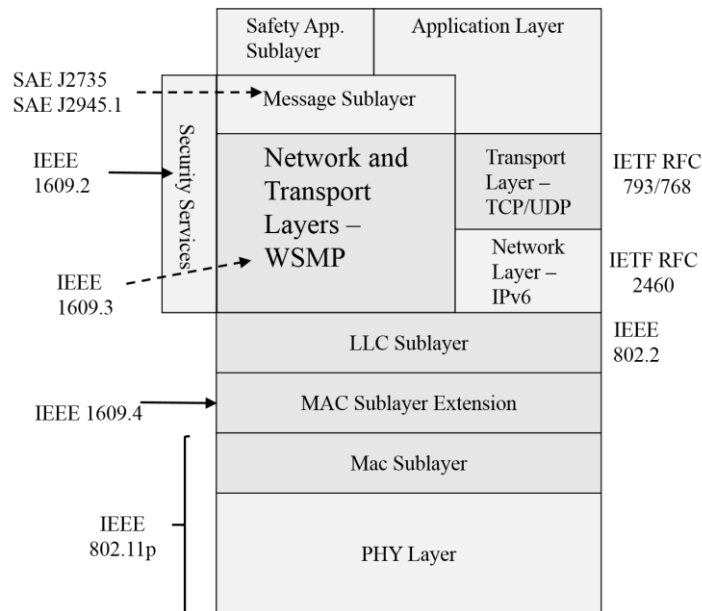 Safety App.
Sublayer
Application Layer
SAE J2735
SAE J2945.1
Message Sublayer
Security Services
IEEE
1609.2
Network and
Transport
Layers –
WSMP
Transport
Layer –
TCP/UDP
IETF RFC
793/768
IEEE
1609.3
Network
Layer –
IPv6
IETF RFC
2460
LLC Sublayer
IEEE
802.2
IEEE 1609.4
MAC Sublayer Extension
Mac Sublayer
IEEE
802.11p
PHY Layer